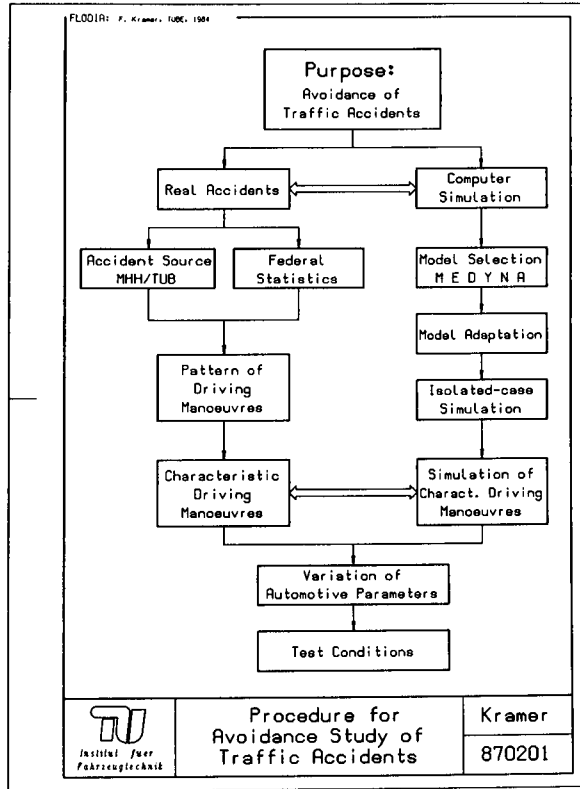 FLODIA: F. Kramer, TUBE, 1984
Purpose:
Avoidance of
Traffic Accidents
Real Accidents
Computer
Simulation
Accident Source
MHH/TUB
Federal
Statistics
Model Selection
M E D Y N A
Model Adaptation
Pattern of
Driving
Manoeuvres
Isolated-case
Simulation
Characteristic
Driving
Manoeuvres
Simulation of
Charact. Driving
Manoeuvres
Variation of
Automotive Parameters
Test Conditions
TU
Institut fuer
Fahrzeugtechnik
Procedure for
Avoidance Study of
Traffic Accidents
Kramer
870201